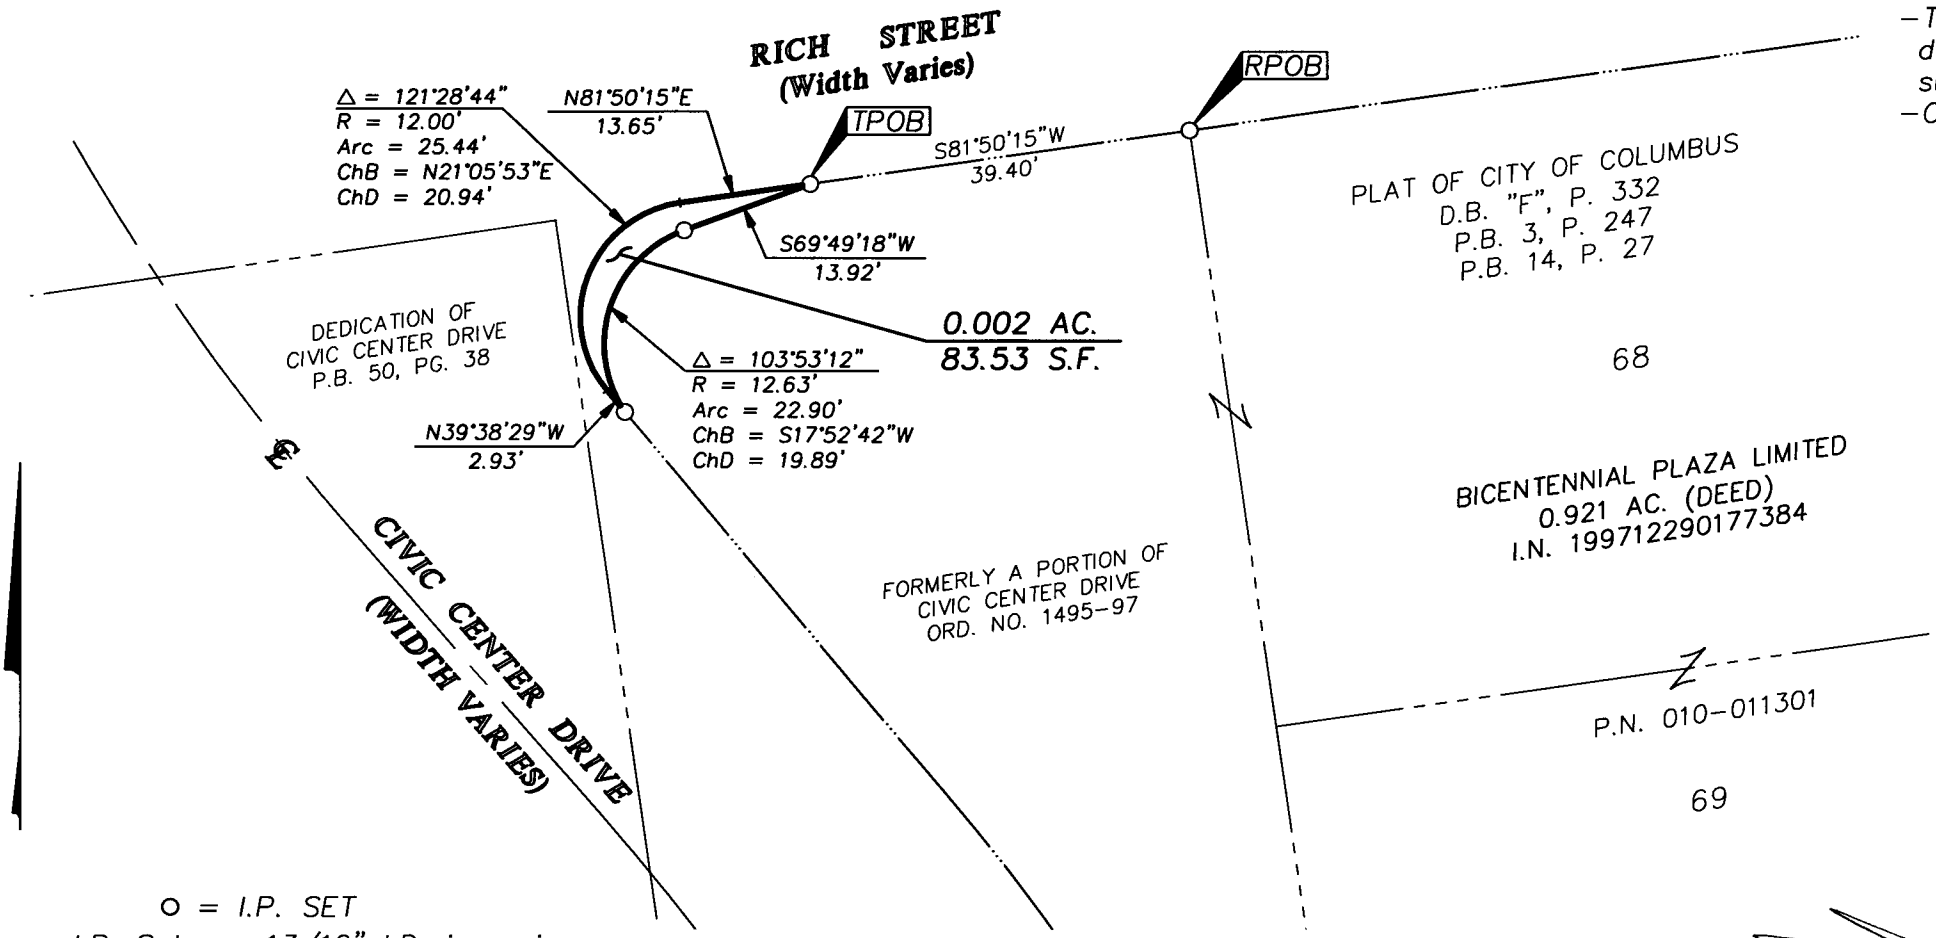 RICH STREET
(Width Varies)
△ = 121°28'44"
R = 12.00'
Arc = 25.44'
ChB = N21°05'53"E
ChD = 20.94'
N81°50'15"E
13.65'
TPOB
RPOB
S81°50'15"W
39.40'
S69°49'18"W
13.92'
PLAT OF CITY OF COLUMBUS
D.B. "F", P. 332
P.B. 3, P. 247
P.B. 14, P. 27
DEDICATION OF
CIVIC CENTER DRIVE
P.B. 50, PG. 38
0.002 AC.
83.53 S.F.
△ = 103°53'12"
R = 12.63'
Arc = 22.90'
ChB = S17°52'42"W
ChD = 19.89'
N39°38'29"W
2.93'
68
BICENTENNIAL PLAZA LIMITED
0.921 AC. (DEED)
I.N. 199712290177384
FORMERLY A PORTION OF
CIVIC CENTER DRIVE
ORD. NO. 1495-97
CIVIC CENTER DRIVE
(WIDTH VARIES)
P.N. 010-011301
69
O = I.P. SET